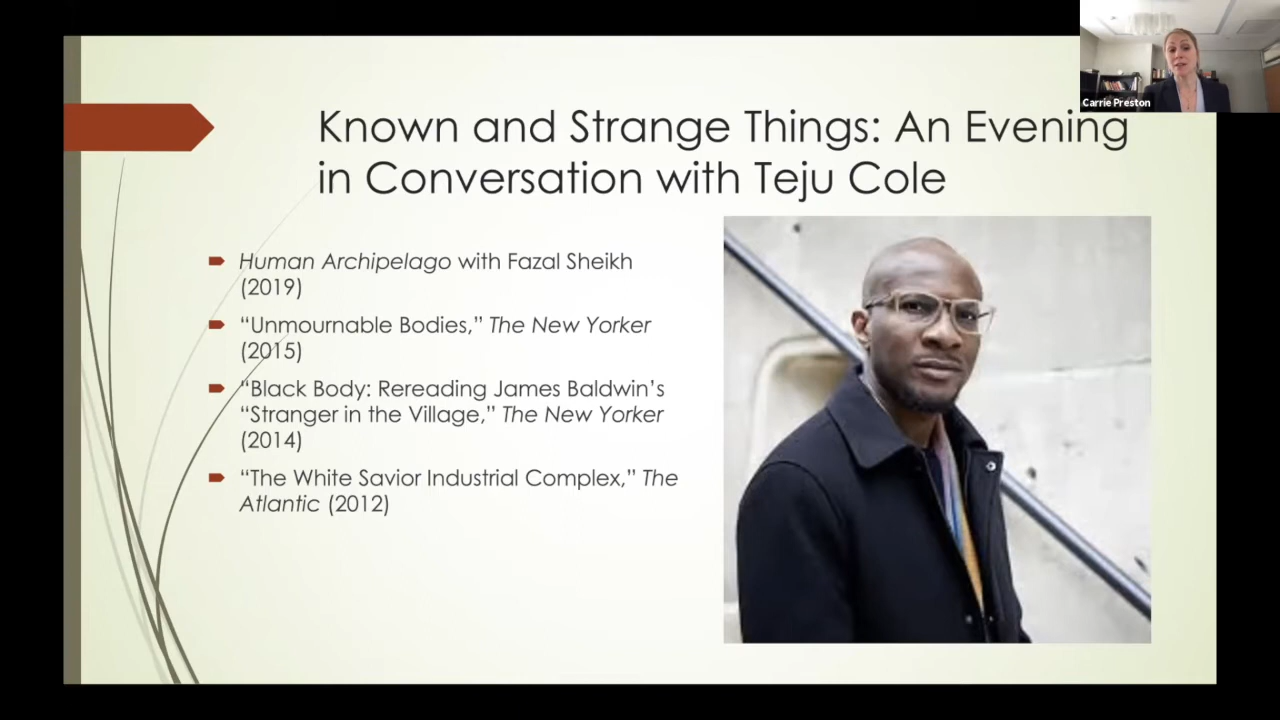 Carrie Preston
Known and Strange Things: An Evening
in Conversation with Teju Cole
Human Archipelago with Fazal Sheikh
(2019)
“Unmournable Bodies,” The New Yorker
(2015)
“Black Body: Rereading James Baldwin’s
“Stranger in the Village,” The New Yorker
(2014)
“The White Savior Industrial Complex,” The
Atlantic (2012)